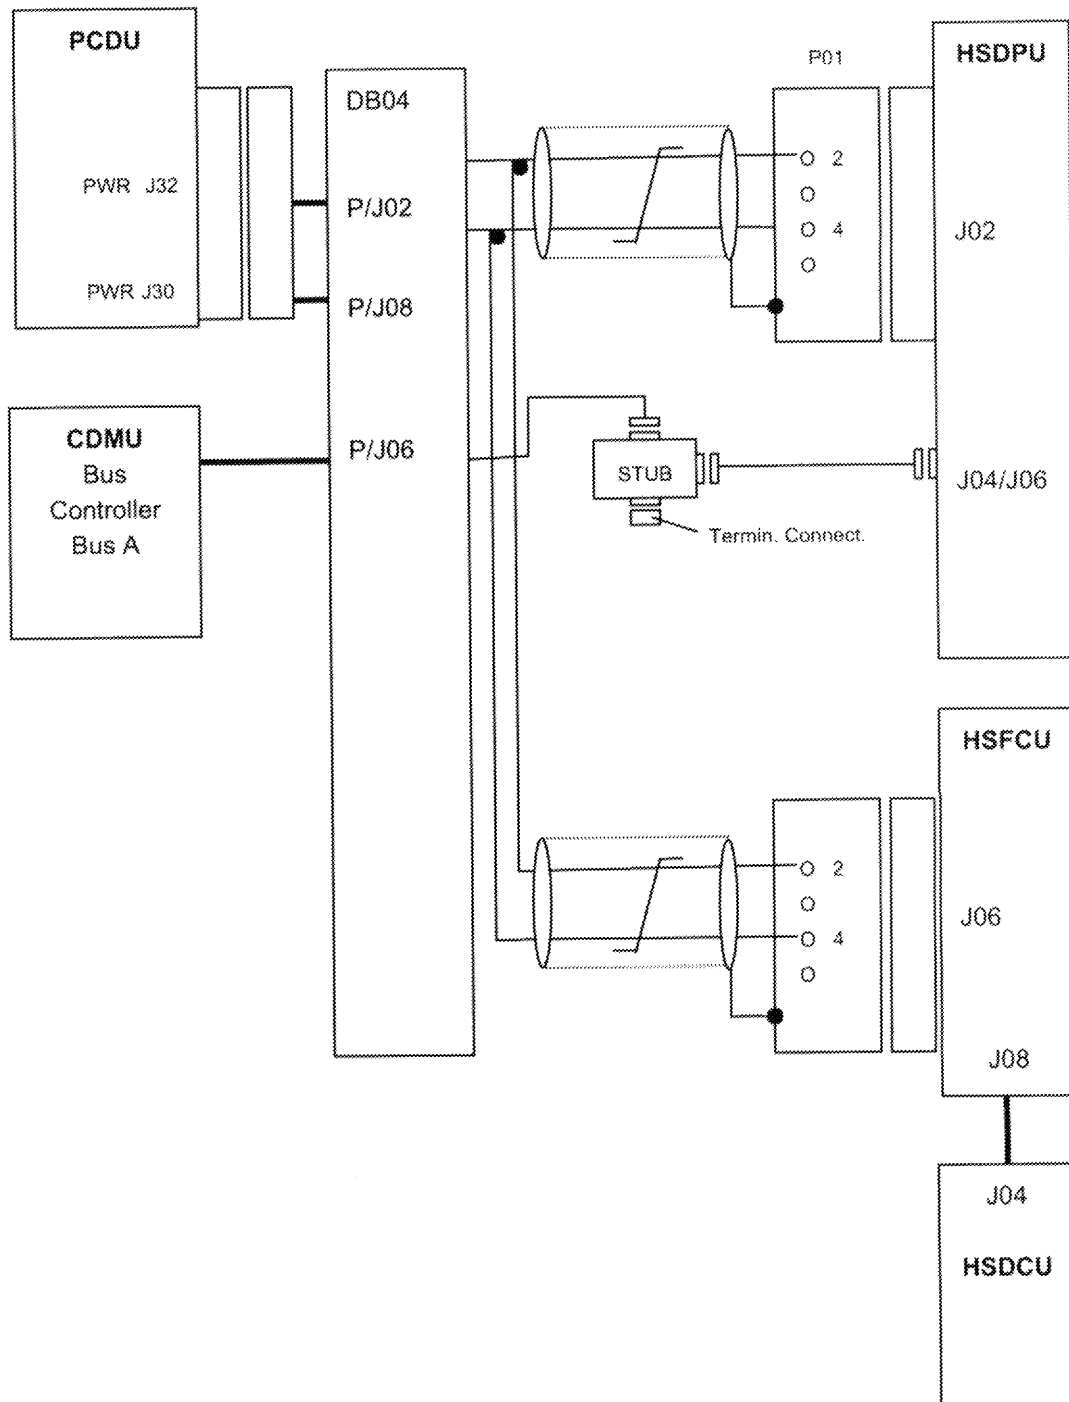 PCDU
PWR J32
PWR J30
CDMU
Bus
Controller
Bus A
DB04
P/J02
P/J08
P/J06
P01
2
4
HSDPU
J02
STUB
Termin. Connect.
J04/J06
HSFCU
2
4
J06
J08
J04
HSDCU